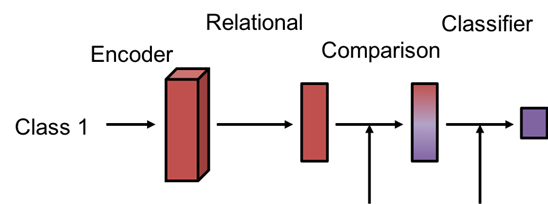 Relational
Classifier
Encoder
Comparison
Class 1